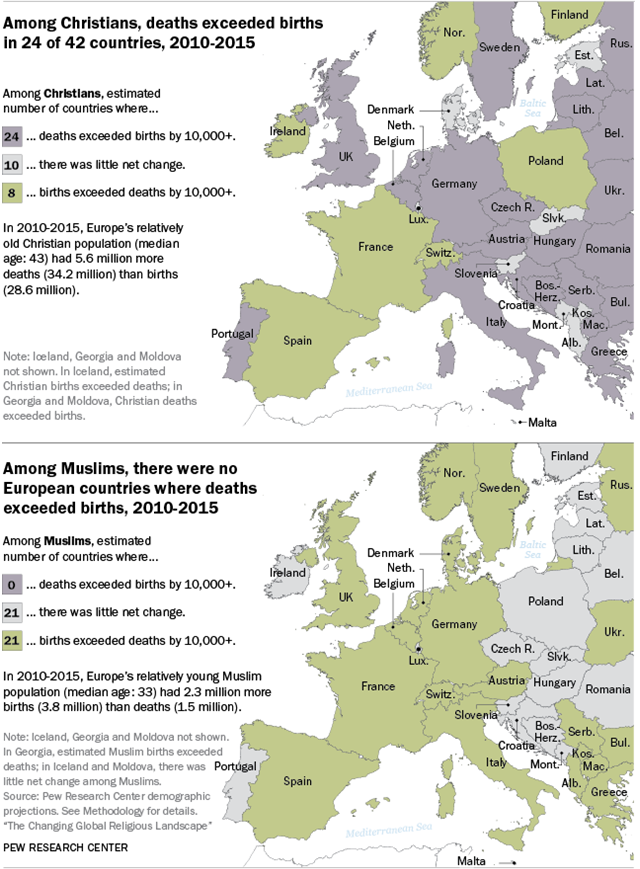 Among Christians, deaths exceeded births
in 24 of 42 countries, 2010-2015
Among Christians, estimated
number of countries where...
24 ... deaths exceeded births by 10,000+.
10 ... there was little net change.
8 ... births exceeded deaths by 10,000+.
In 2010-2015, Europe's relatively
old Christian population (median
age: 43) had 5.6 million more
deaths (34.2 million) than births
(28.6 million).
Note: Iceland, Georgia and Moldova
not shown. In Iceland, estimated
Christian births exceeded deaths; in
Georgia and Moldova, Christian deaths
exceeded births.
Finland
Nor.
Sweden
Rus.
Est.
Lat.
Baltic
Sea
Denmark
Neth.
Belgium
Lith.
Ireland
Bel.
UK
Poland
Germany
Ukr.
Lux.
Czech R.
Slvk.
France
Switz.
Austria
Hungary
Romania
Slovenia
Bos.-
Herz.
Serb.
Croatia
Kos.
Bul.
Mont.
Mac.
Italy
Portugal
Spain
Alb.
Greece
Mediterranean Sea
Malta
Among Muslims, there were no
European countries where deaths
exceeded births, 2010-2015
Among Muslims, estimated
number of countries where...
0 ... deaths exceeded births by 10,000+.
21 ... there was little net change.
21 ... births exceeded deaths by 10,000+.
In 2010-2015, Europe's relatively young Muslim
population (median age: 33) had 2.3 million more
births (3.8 million) than deaths (1.5 million).
Note: Iceland, Georgia and Moldova not shown.
In Georgia, estimated Muslim births exceeded
deaths; in Iceland and Moldova, there was
little net change among Muslims.
Source: Pew Research Center demographic
projections. See Methodology for details.
"The Changing Global Religious Landscape"
PEW RESEARCH CENTER
Finland
Nor.
Sweden
Rus.
Est.
Lat.
Baltic
Sea
Denmark
Neth.
Belgium
Lith.
Ireland
Bel.
UK
Poland
Germany
Ukr.
Czech R.
Lux.
Slvk.
France
Austria
Hungary
Switz.
Romania
Slovenia
Bos.-
Herz.
Serb.
Croatia
Kos.
Bul.
Mont.
Mac.
Italy
Portugal
Spain
Alb.
Greece
Mediterranean Sea
Malta